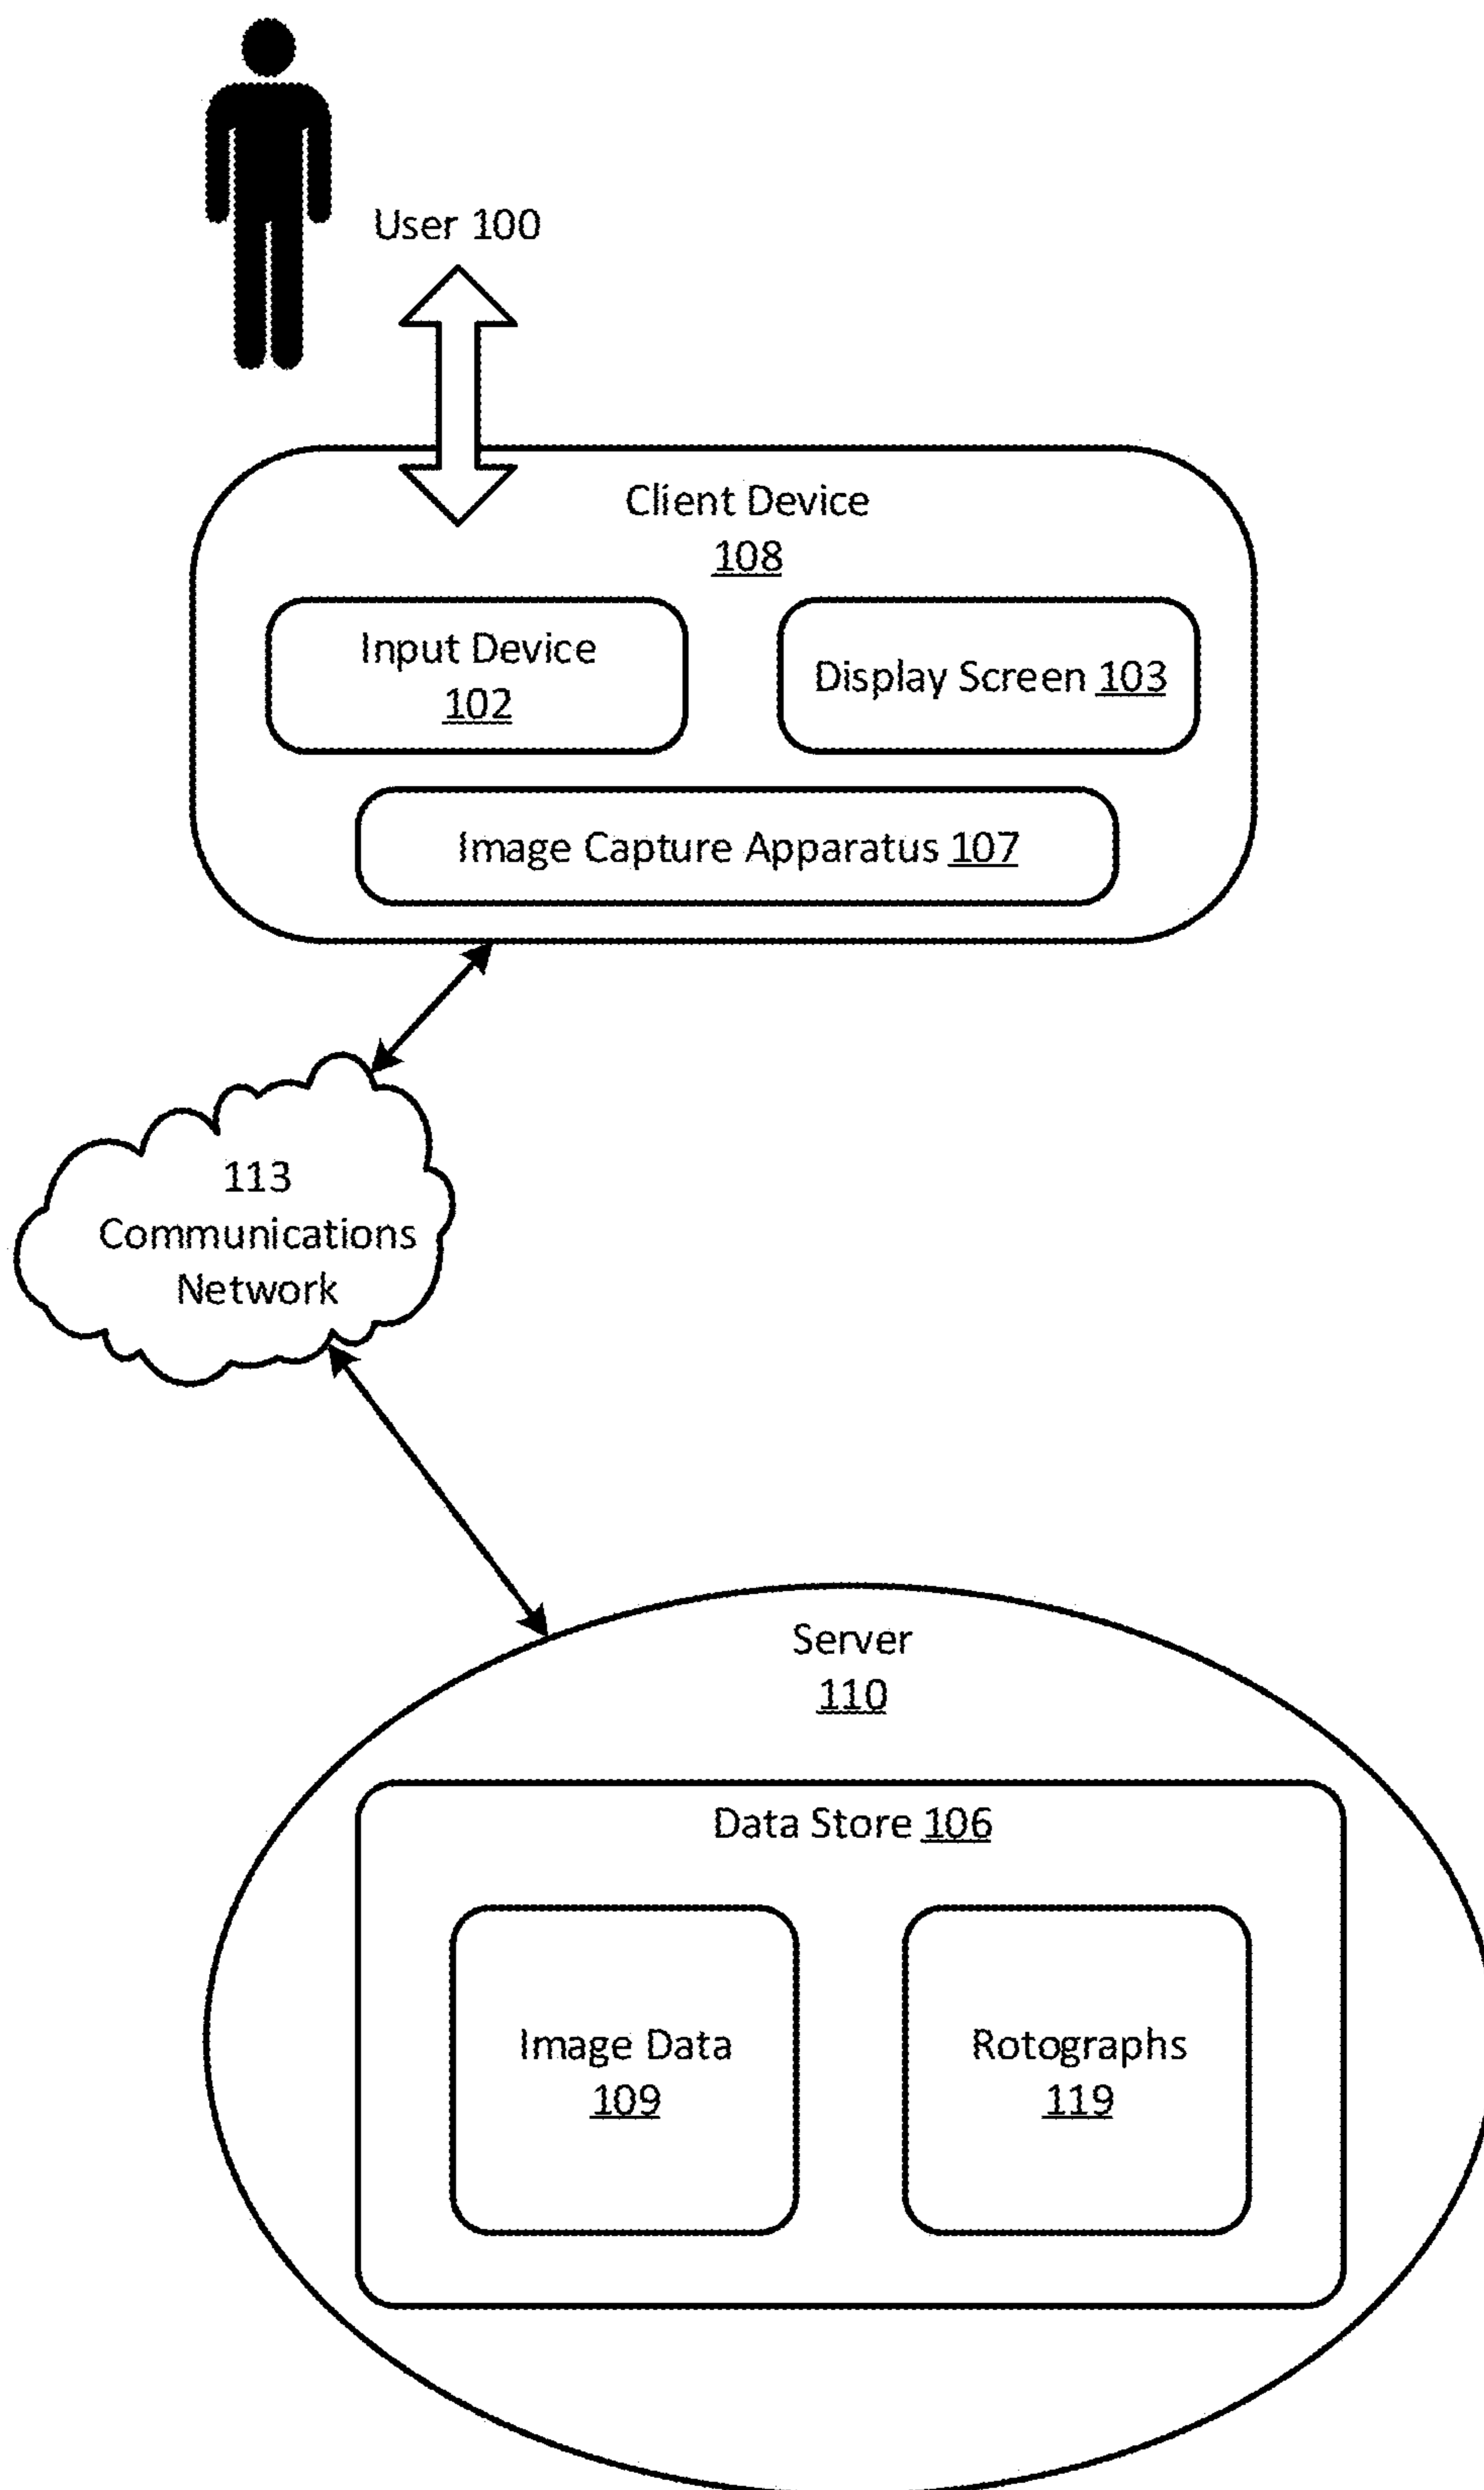 User 100
Client Device
108
Input Device
102
Display Screen 103
Image Capture Apparatus 107
113
Communications
Network
Server
110
Data Store 106
Image Data
109
Rotographs
119